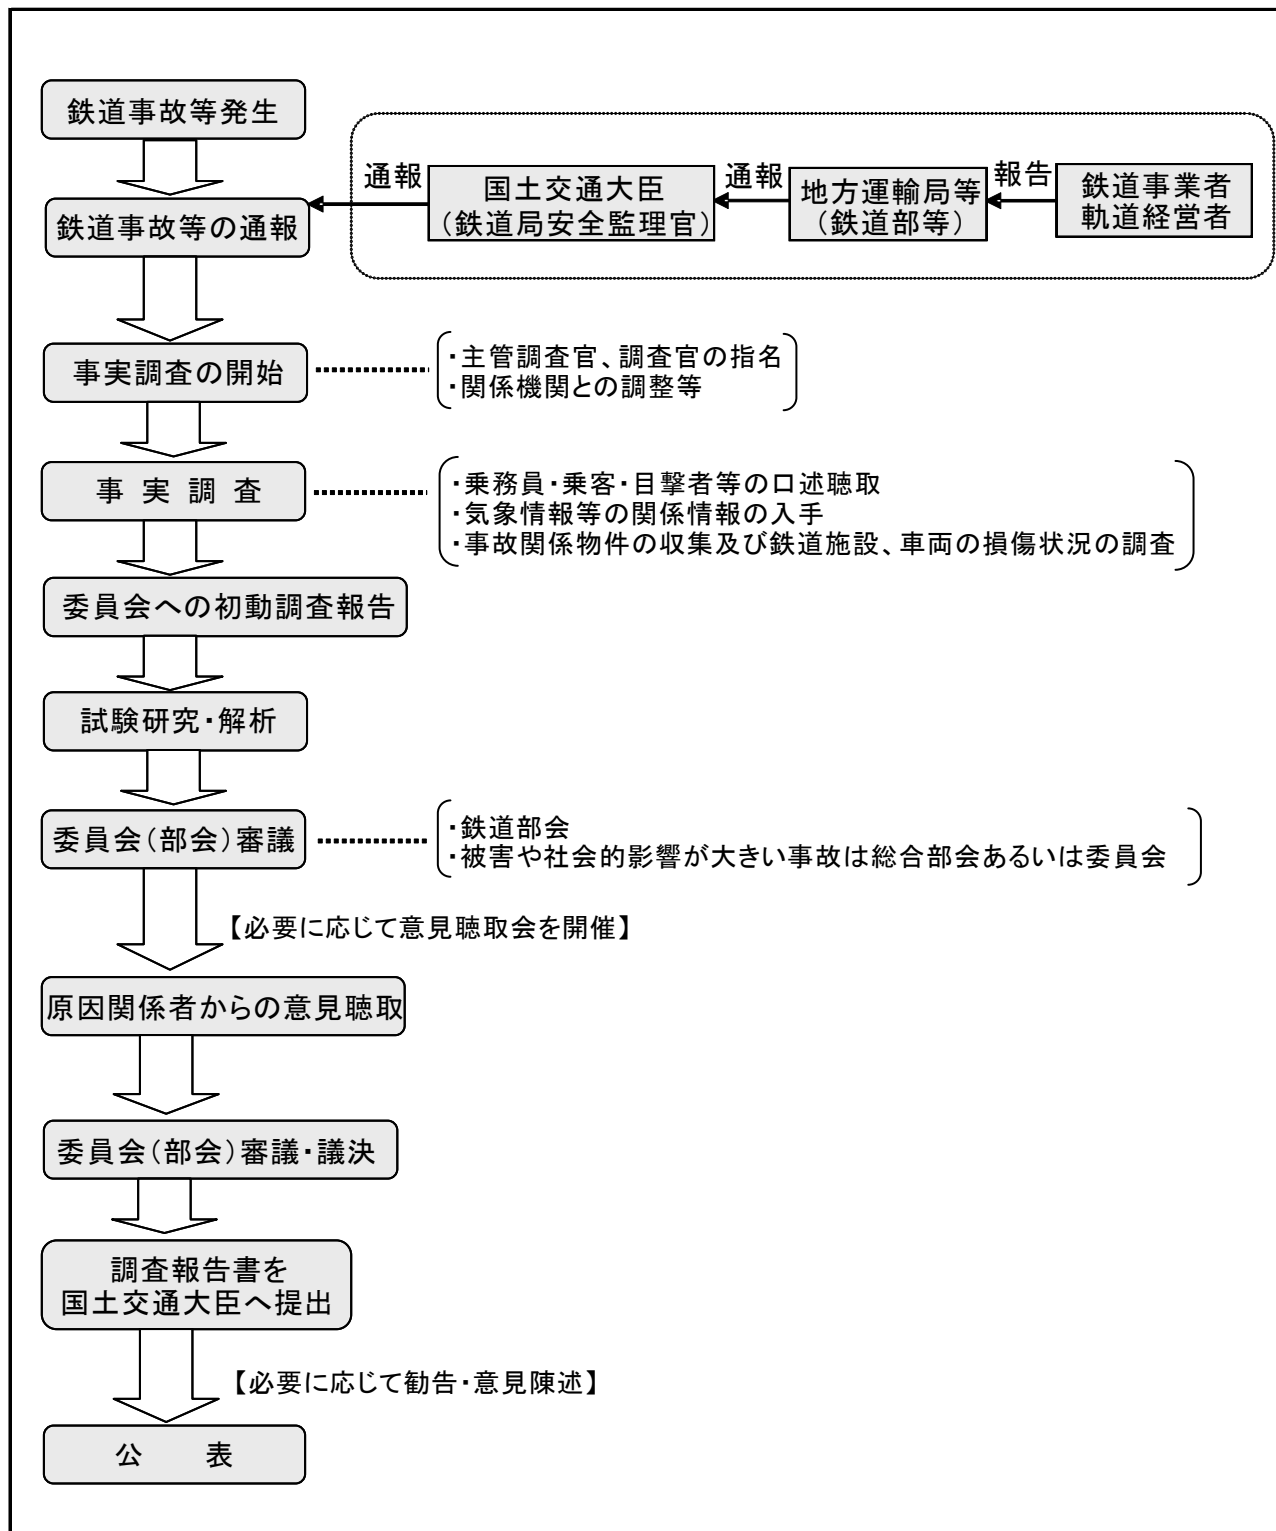 鉄道事故等発生
通報
国土交通大臣
（鉄道局安全監理官）
通報
地方運輸局等
（鉄道部等）
報告
鉄道事業者
軌道経営者
鉄道事故等の通報
事実調査の開始
・主管調査官、調査官の指名
・関係機関との調整等
事 実 調 査
・乗務員・乗客・目撃者等の口述聴取
・気象情報等の関係情報の入手
・事故関係物件の収集及び鉄道施設、車両の損傷状況の調査
委員会への初動調査報告
試験研究・解析
委員会（部会）審議
・鉄道部会
・被害や社会的影響が大きい事故は総合部会あるいは委員会
【必要に応じて意見聴取会を開催】
原因関係者からの意見聴取
委員会（部会）審議・議決
調査報告書を
国土交通大臣へ提出
【必要に応じて勧告・意見陳述】
公　　表